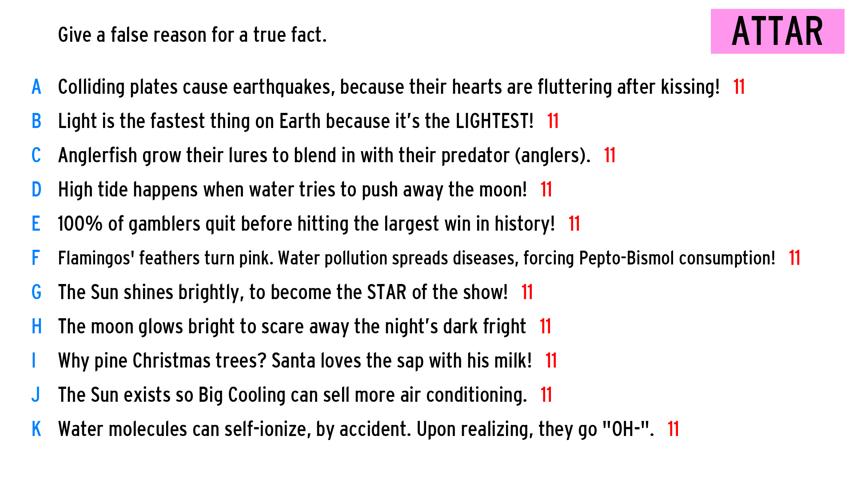 Give a false reason for a true fact.
ATTAR
A Colliding plates cause earthquakes, because their hearts are fluttering after kissing! 11
B Light is the fastest thing on Earth because it's the LIGHTEST! 11
C Anglerfish grow their lures to blend in with their predator (anglers). 11
D High tide happens when water tries to push away the moon! 11
E 100% of gamblers quit before hitting the largest win in history! 11
F Flamingos' feathers turn pink. Water pollution spreads diseases, forcing Pepto-Bismol consumption! 11
G The Sun shines brightly, to become the STAR of the show! 11
H The moon glows bright to scare away the night's dark fright 11
I Why pine Christmas trees? Santa loves the sap with his milk! 11
J The Sun exists so Big Cooling can sell more air conditioning. 11
K Water molecules can self-ionize, by accident. Upon realizing, they go "OH-". 11